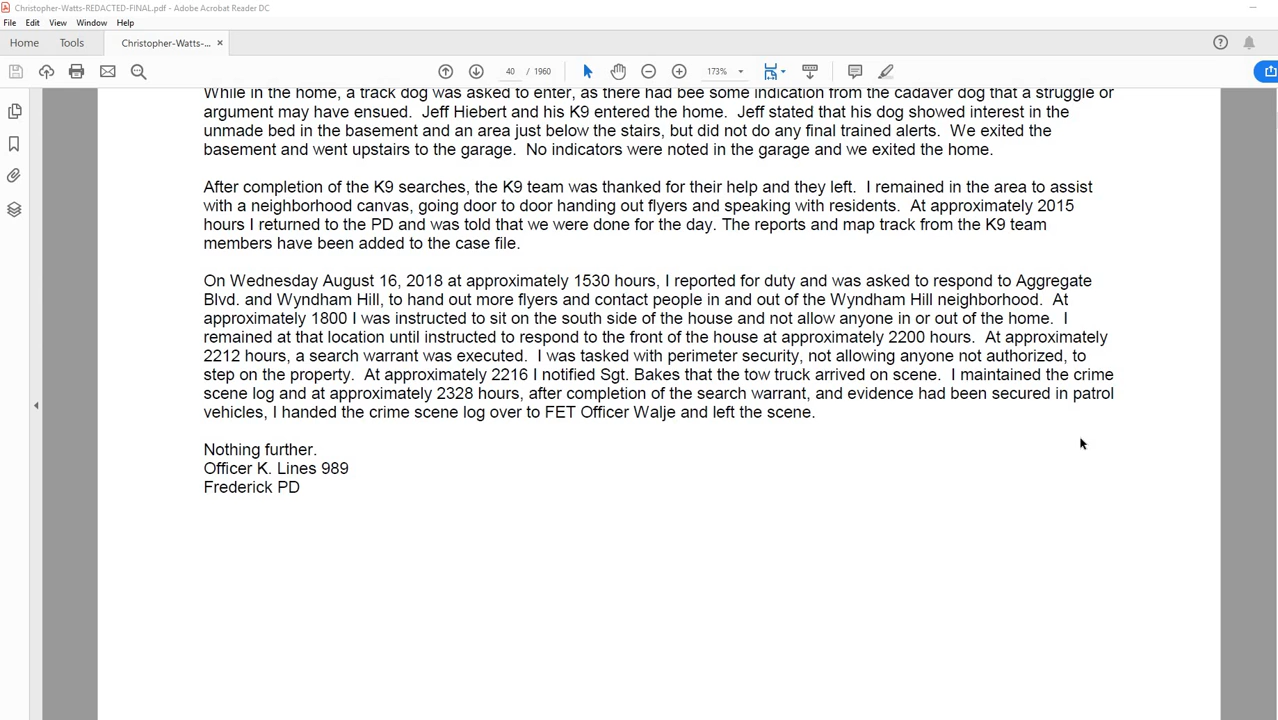 Christopher-Watts-REDACTED-FINAL.pdf - Adobe Acrobat Reader DC
File Edit View Window Help
Home Tools Christopher-Watts-... ×
40 / 1960 173%
While in the home, a track dog was asked to enter, as there had bee some indication from the cadaver dog that a struggle or
argument may have ensued. Jeff Hiebert and his K9 entered the home. Jeff stated that his dog showed interest in the
unmade bed in the basement and an area just below the stairs, but did not do any final trained alerts. We exited the
basement and went upstairs to the garage. No indicators were noted in the garage and we exited the home.
After completion of the K9 searches, the K9 team was thanked for their help and they left. I remained in the area to assist
with a neighborhood canvas, going door to door handing out flyers and speaking with residents. At approximately 2015
hours I returned to the PD and was told that we were done for the day. The reports and map track from the K9 team
members have been added to the case file.
On Wednesday August 16, 2018 at approximately 1530 hours, I reported for duty and was asked to respond to Aggregate
Blvd. and Wyndham Hill, to hand out more flyers and contact people in and out of the Wyndham Hill neighborhood. At
approximately 1800 I was instructed to sit on the south side of the house and not allow anyone in or out of the home. I
remained at that location until instructed to respond to the front of the house at approximately 2200 hours. At approximately
2212 hours, a search warrant was executed. I was tasked with perimeter security, not allowing anyone not authorized, to
step on the property. At approximately 2216 I notified Sgt. Bakes that the tow truck arrived on scene. I maintained the crime
scene log and at approximately 2328 hours, after completion of the search warrant, and evidence had been secured in patrol
vehicles, I handed the crime scene log over to FET Officer Walje and left the scene.
Nothing further.
Officer K. Lines 989
Frederick PD